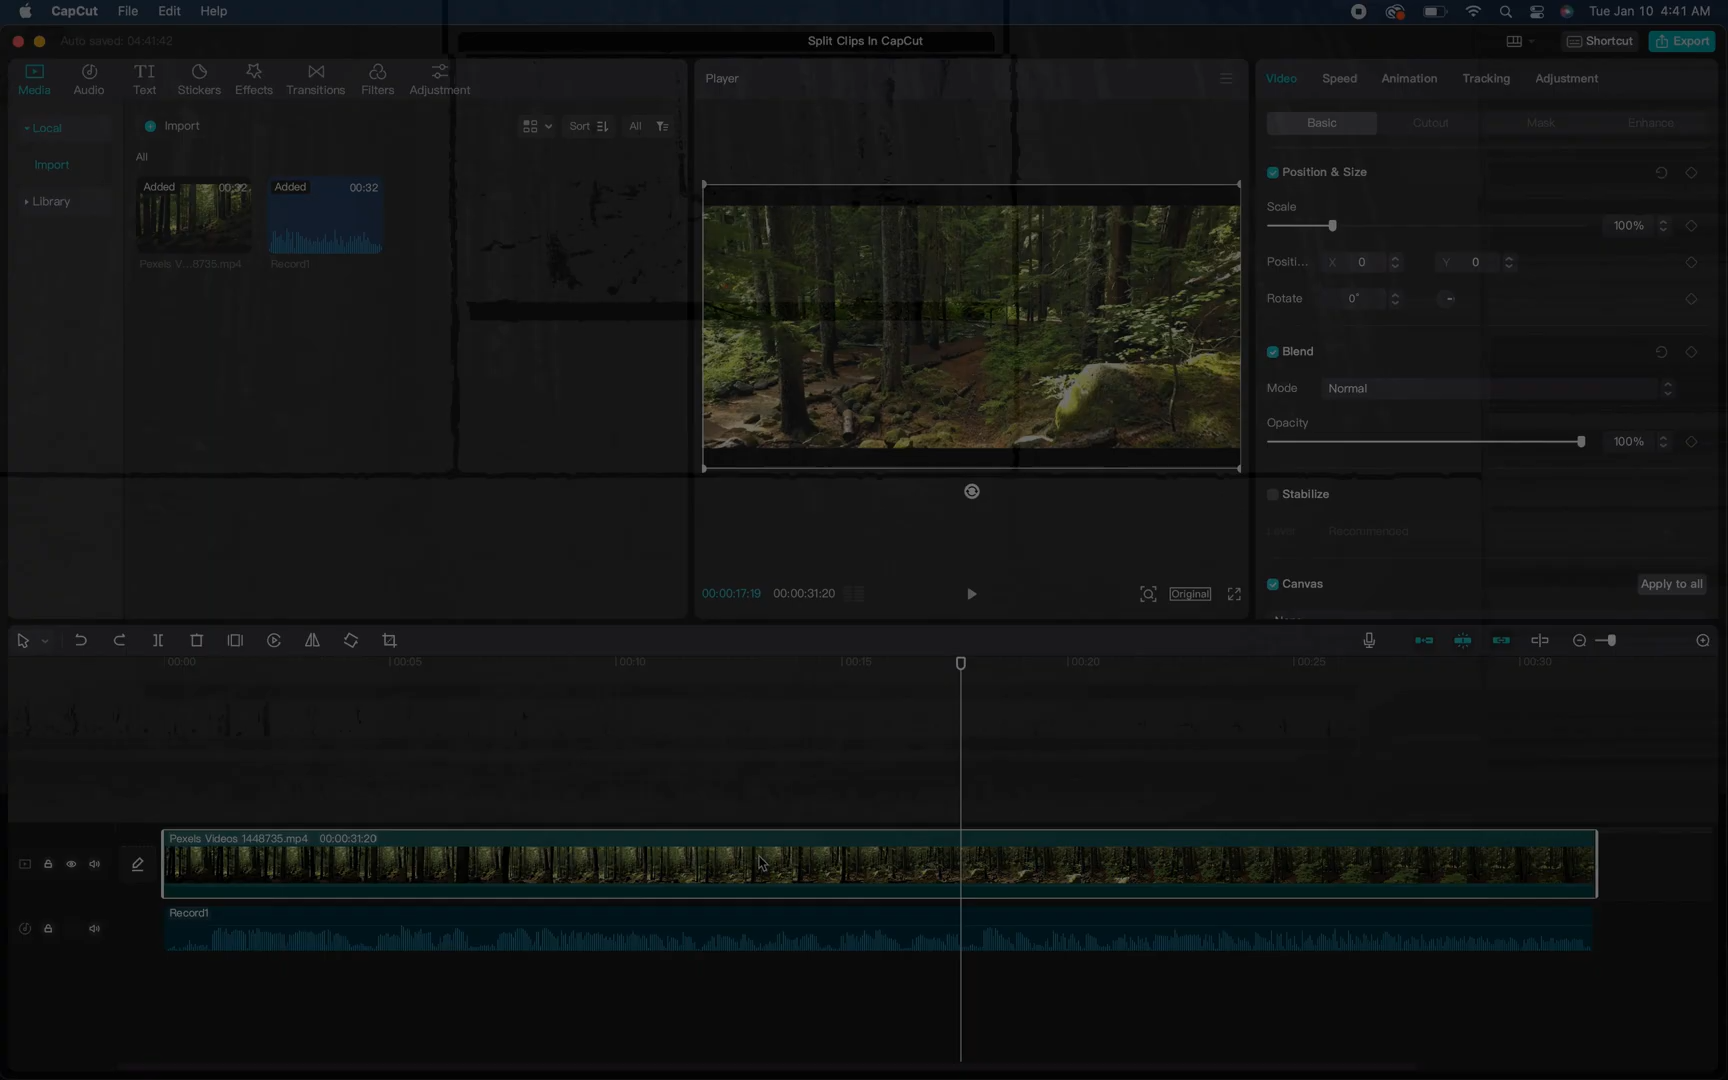 CapCut File Edit Help Tue Jan 10 4:41 AM
Auto saved: 04:41:42 Split Clips In CapCut Shortcut Export
Media Audio Text Stickers Effects Transitions Filters Adjustment
Player
Video Speed Animation Tracking Adjustment
Local
Import
Library
Import Sort All
All
Added 00:32 Added 00:32
Pexels V...8735.mp4 Record1
Basic Cutout Mask Enhance
Position & Size
Scale
100%
Positi... X 0 Y 0
Rotate 0°
Blend
Mode Normal
Opacity
100%
Stabilize
Level Recommended
Canvas Apply to all
00:00:17:19 00:00:31:20 Original
00:00 00:05 00:10 00:15 00:20 00:25 00:30
Pexels Videos 1448735.mp4 00:00:31:20
Record1